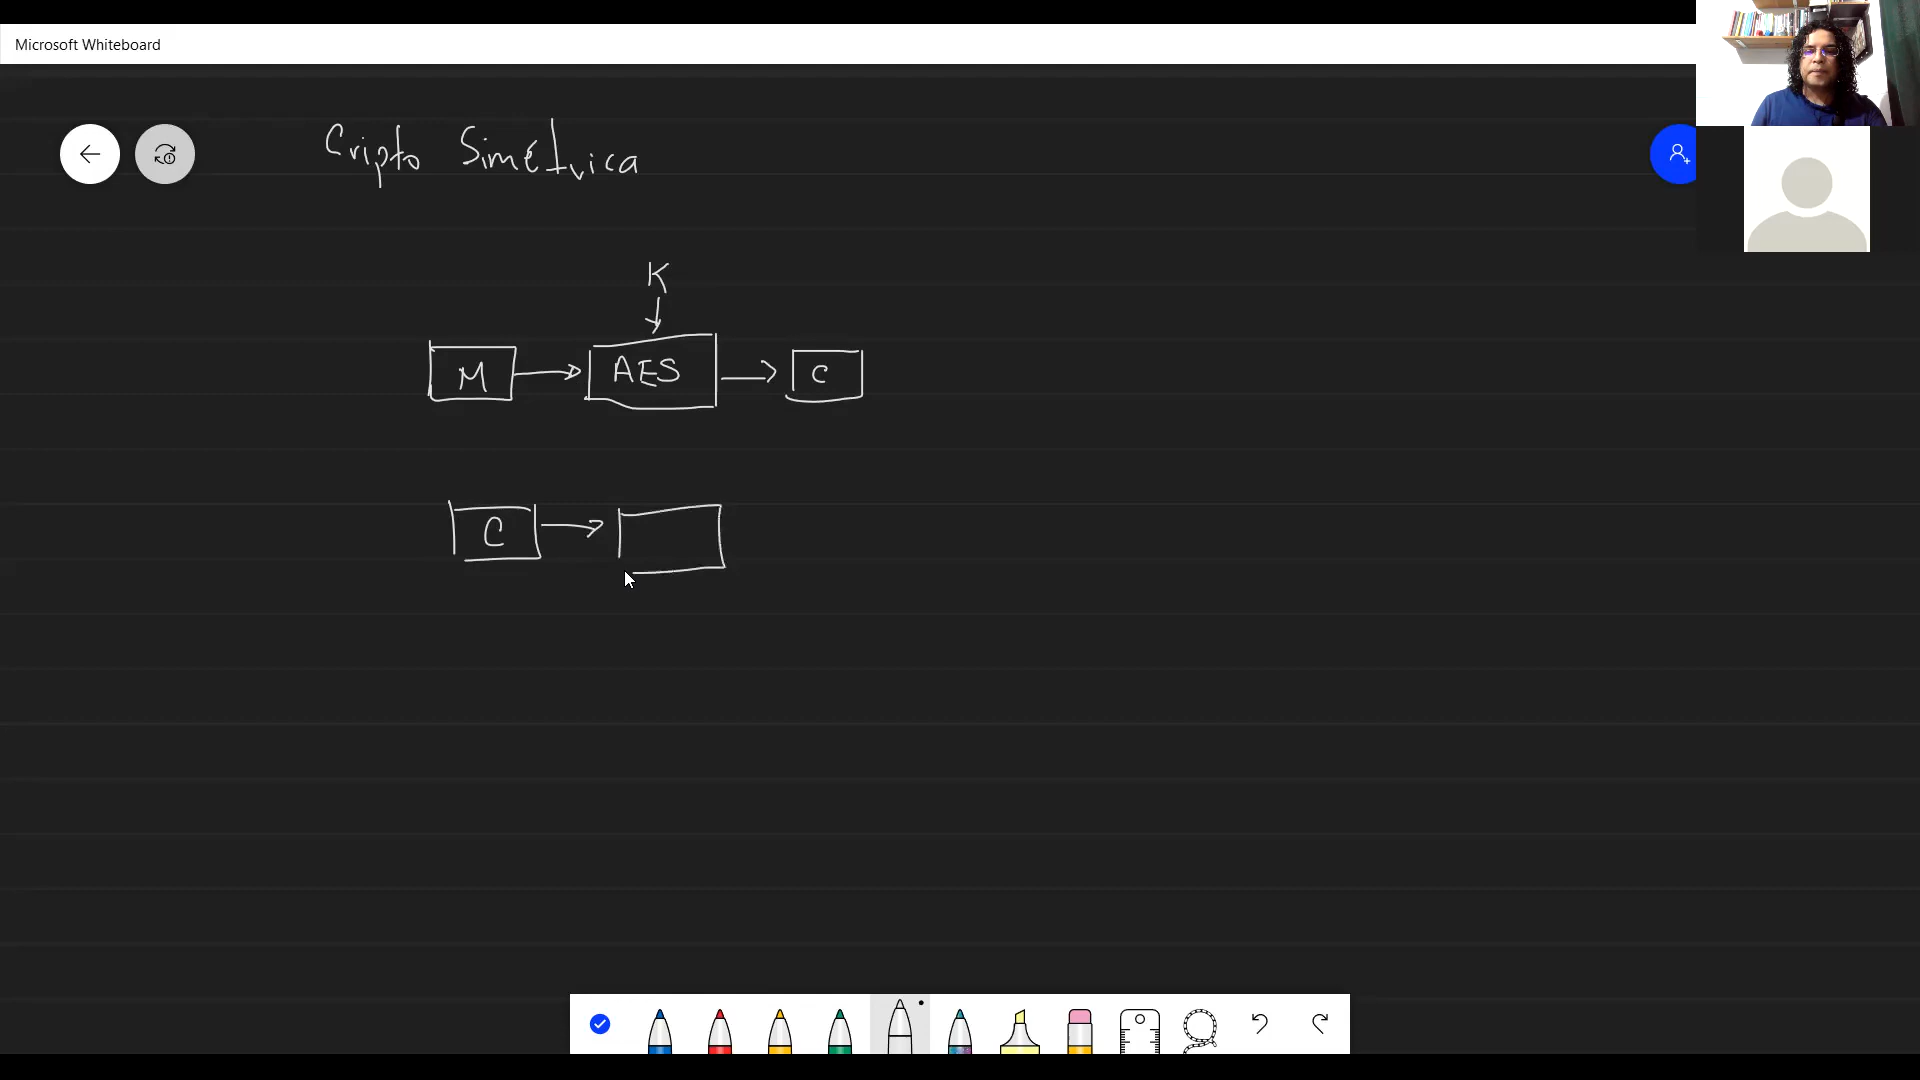 Microsoft Whiteboard
Cripto Simétrica
K
M → AES → C
C →